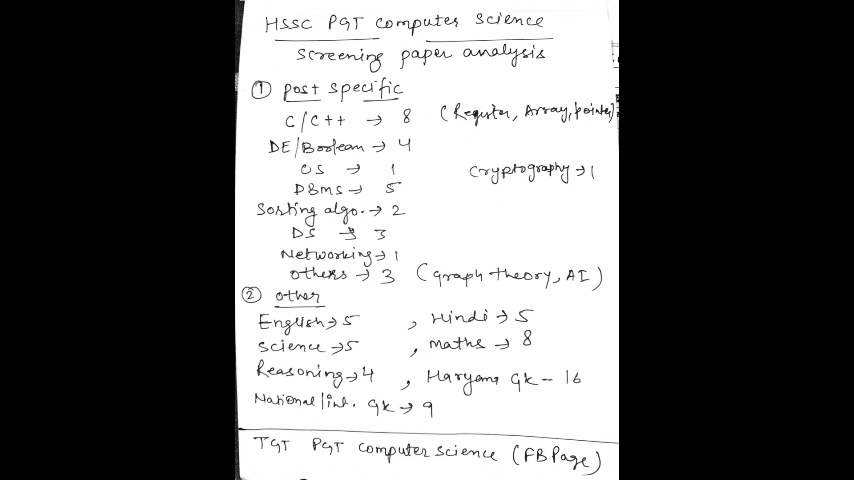 HSSC PGT Computer Science
Screening paper analysis
① Post Specific
C/C++ → 8 (Register, Array, pointer)
DE/Boolean → 4
OS → 1 Cryptography → 1
DBMS → 5
Sorting algo. → 2
DS → 3
Networking → 1
Others → 3 (graph theory, AI)
② Other
English → 5 , Hindi → 5
Science → 5 , Maths → 8
Reasoning → 4 , Haryana GK - 16
National/int. GK → 9
TGT PGT Computer Science (FB Page)